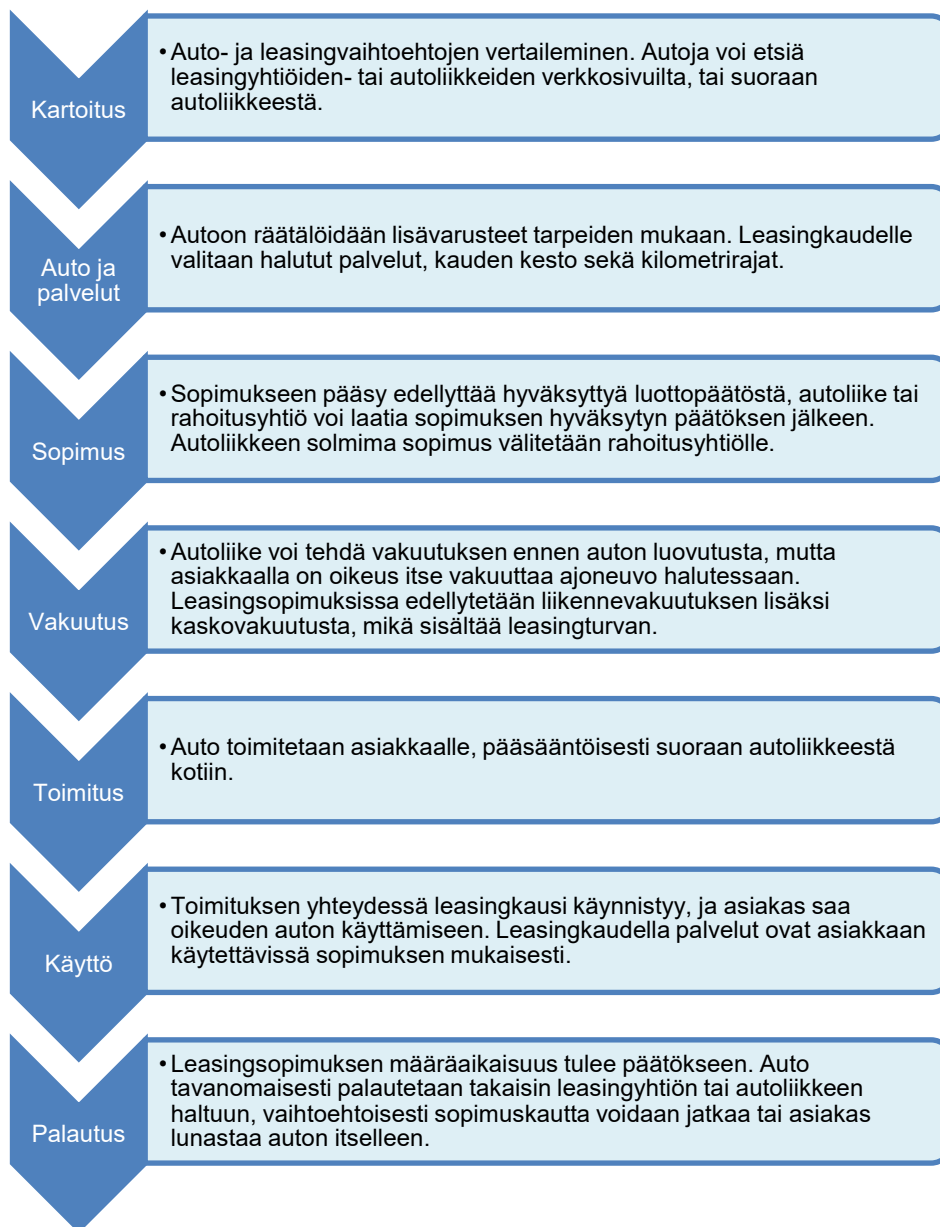 Kartoitus
• Auto- ja leasingvaihtoehtojen vertaileminen. Autoja voi etsiä
leasingyhtiöiden- tai autoliikkeiden verkkosivuilta, tai suoraan
autoliikkeestä.
Auto ja
palvelut
• Autoon räätälöidään lisävarusteet tarpeiden mukaan. Leasingkaudelle
valitaan halutut palvelut, kauden kesto sekä kilometrirajat.
Sopimus
• Sopimukseen pääsy edellyttää hyväksyttyä luottopäätöstä, autoliike tai
rahoitusyhtiö voi laatia sopimuksen hyväksytyn päätöksen jälkeen.
Autoliikkeen solmima sopimus välitetään rahoitusyhtiölle.
Vakuutus
• Autoliike voi tehdä vakuutuksen ennen auton luovutusta, mutta
asiakkaalla on oikeus itse vakuuttaa ajoneuvo halutessaan.
Leasingsopimuksissa edellytetään liikennevakuutuksen lisäksi
kaskovakuutusta, mikä sisältää leasingturvan.
Toimitus
• Auto toimitetaan asiakkaalle, pääsääntöisesti suoraan autoliikkeestä
kotiin.
Käyttö
• Toimituksen yhteydessä leasingkausi käynnistyy, ja asiakas saa
oikeuden auton käyttämiseen. Leasingkaudella palvelut ovat asiakkaan
käytettävissä sopimuksen mukaisesti.
Palautus
• Leasingsopimuksen määräaikaisuus tulee päätökseen. Auto
tavanomaisesti palautetaan takaisin leasingyhtiön tai autoliikkeen
haltuun, vaihtoehtoisesti sopimuskautta voidaan jatkaa tai asiakas
lunastaa auton itselleen.